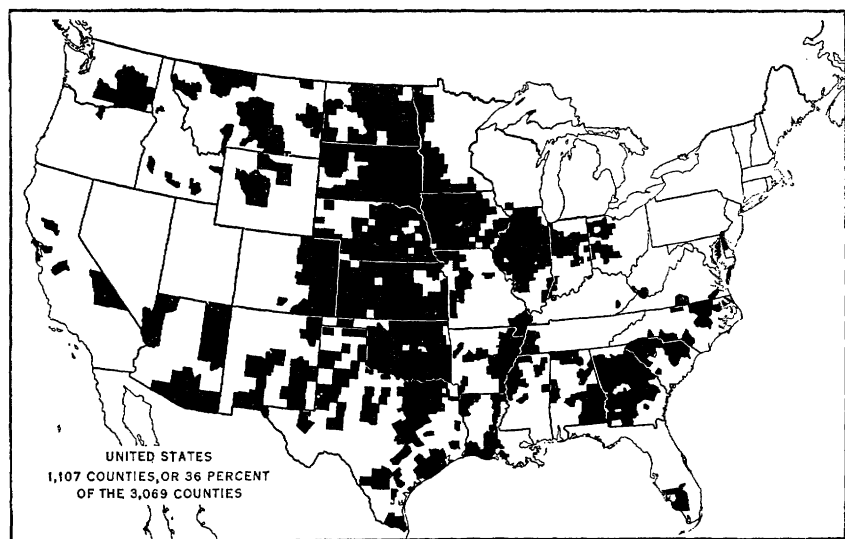 UNITED STATES
1,107 COUNTIES, OR 36 PERCENT
OF THE 3,069 COUNTIES